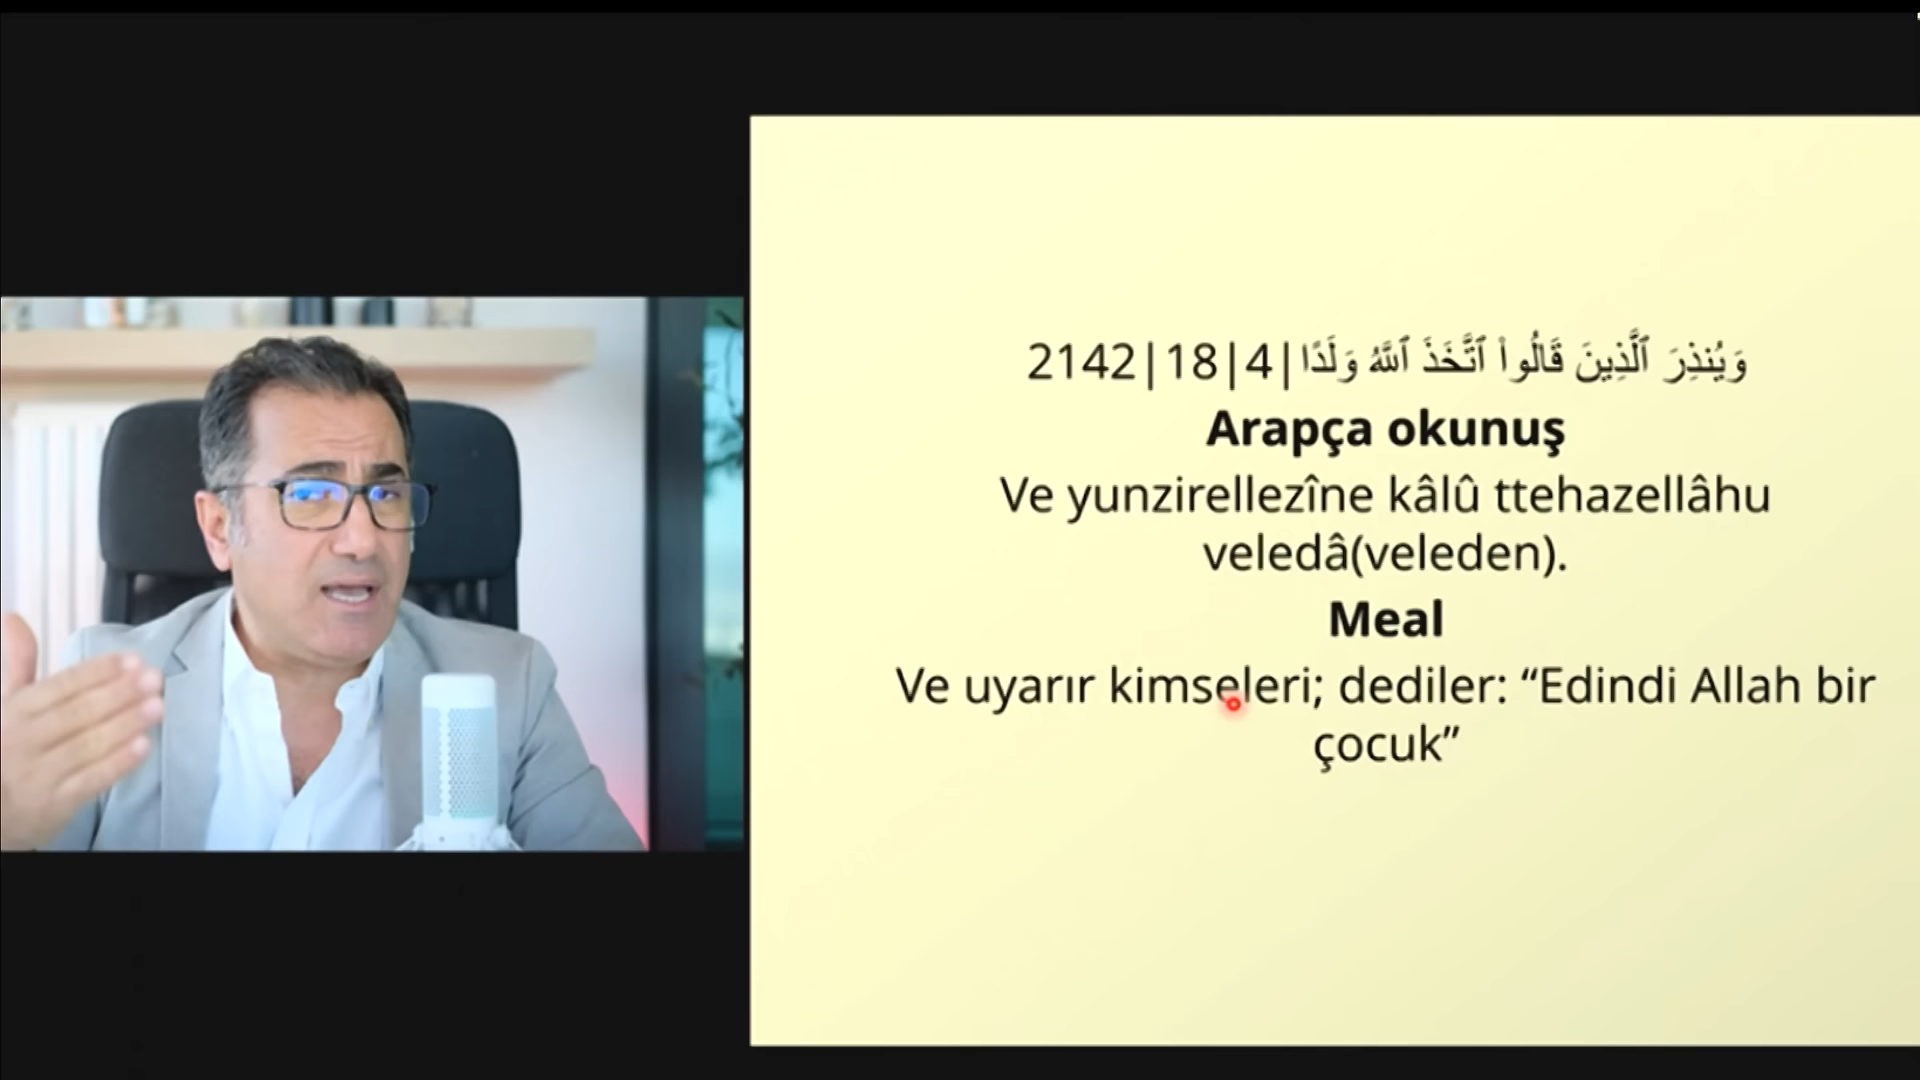 2142|18|4|وَيُنذِرَ ٱلَّذِينَ قَالُوا۟ ٱتَّخَذَ ٱللَّهُ وَلَدًا
Arapça okunuş
Ve yunzirellezîne kâlû ttehazellâhu
veledâ(veleden).
Meal
Ve uyarır kimseleri; dediler: “Edindi Allah bir
çocuk”